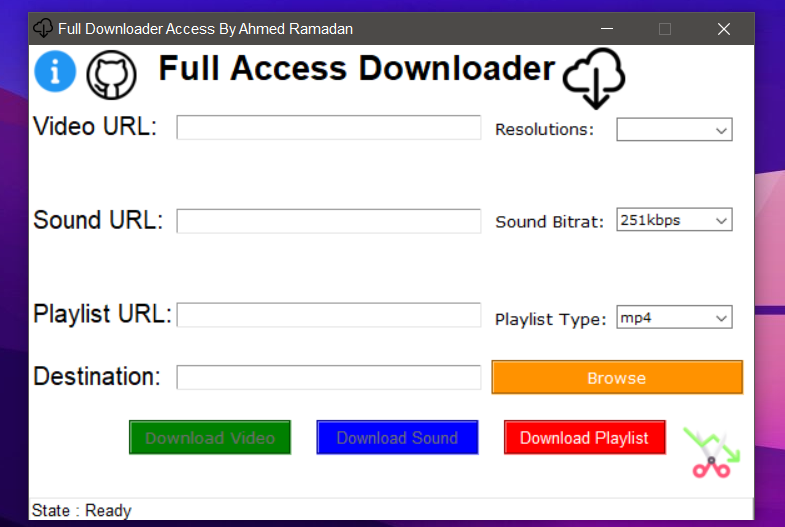 Full Downloader Access By Ahmed Ramadan
Full Access Downloader
Video URL:
Resolutions:
Sound URL:
Sound Bitrat: 251kbps
Playlist URL:
Playlist Type: mp4
Destination:
Browse
Download Video
Download Sound
Download Playlist
State : Ready